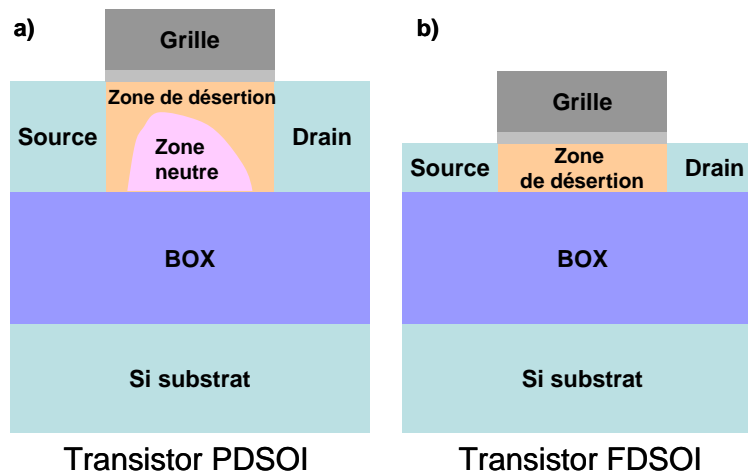 a)
Grille
Zone de désertion
Source
Zone
neutre
Drain
BOX
Si substrat
Transistor PDSOI
b)
Grille
Source
Zone
de désertion
Drain
BOX
Si substrat
Transistor FDSOI